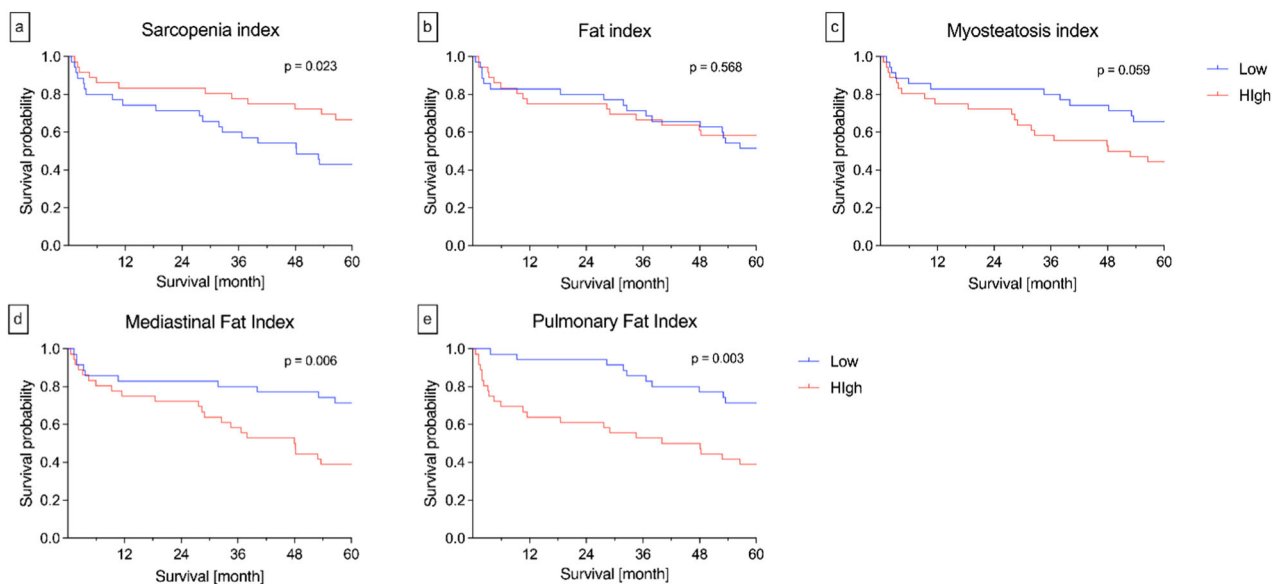 a
Sarcopenia index
p = 0.023
Survival probability
1.0
0.8
0.6
0.4
0.8
0.0
12
24
36
48
60
Survival [month]
b
Fat index
p = 0.568
Survival probability
1.0
0.8
0.6
0.4
0.8
0.0
12
24
36
48
60
Survival [month]
c
Myosteatosis index
p = 0.059
Survival probability
1.0
0.8
0.6
0.4
0.8
0.0
12
24
36
48
60
Survival [month]
Low
HIgh
d
Mediastinal Fat Index
p = 0.006
Survival probability
1.0
0.8
0.6
0.4
0.8
0.0
12
24
36
48
60
Survival [month]
e
Pulmonary Fat Index
p = 0.003
Survival probability
1.0
0.8
0.6
0.4
0.8
0.0
12
24
36
48
60
Survival [month]
Low
HIgh